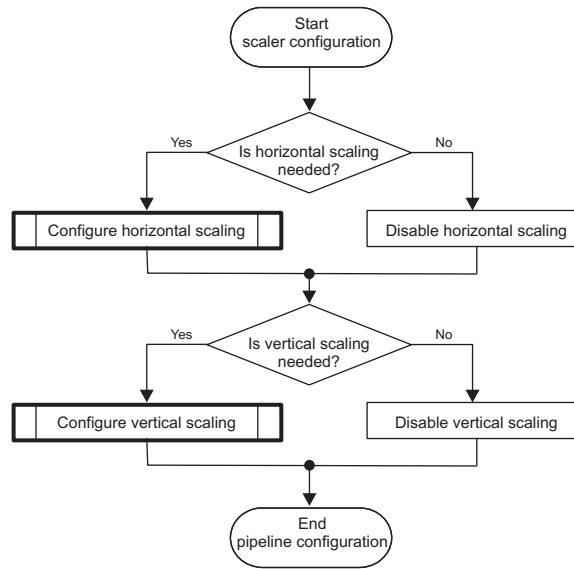 Start
scaler configuration
Is horizontal scaling
needed?
Yes
No
Configure horizontal scaling
Disable horizontal scaling
Is vertical scaling
needed?
Yes
No
Configure vertical scaling
Disable vertical scaling
End
pipeline configuration